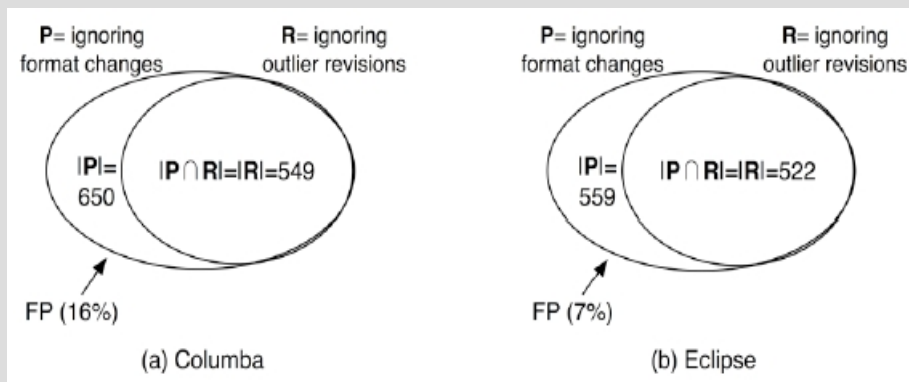 P= ignoring
format changes
R= ignoring
outlier revisions
|P|=
650
|P∩R|=|R|=549
FP (16%)
(a) Columba
P= ignoring
format changes
R= ignoring
outlier revisions
|P|=
559
|P∩R|=|R|=522
FP (7%)
(b) Eclipse